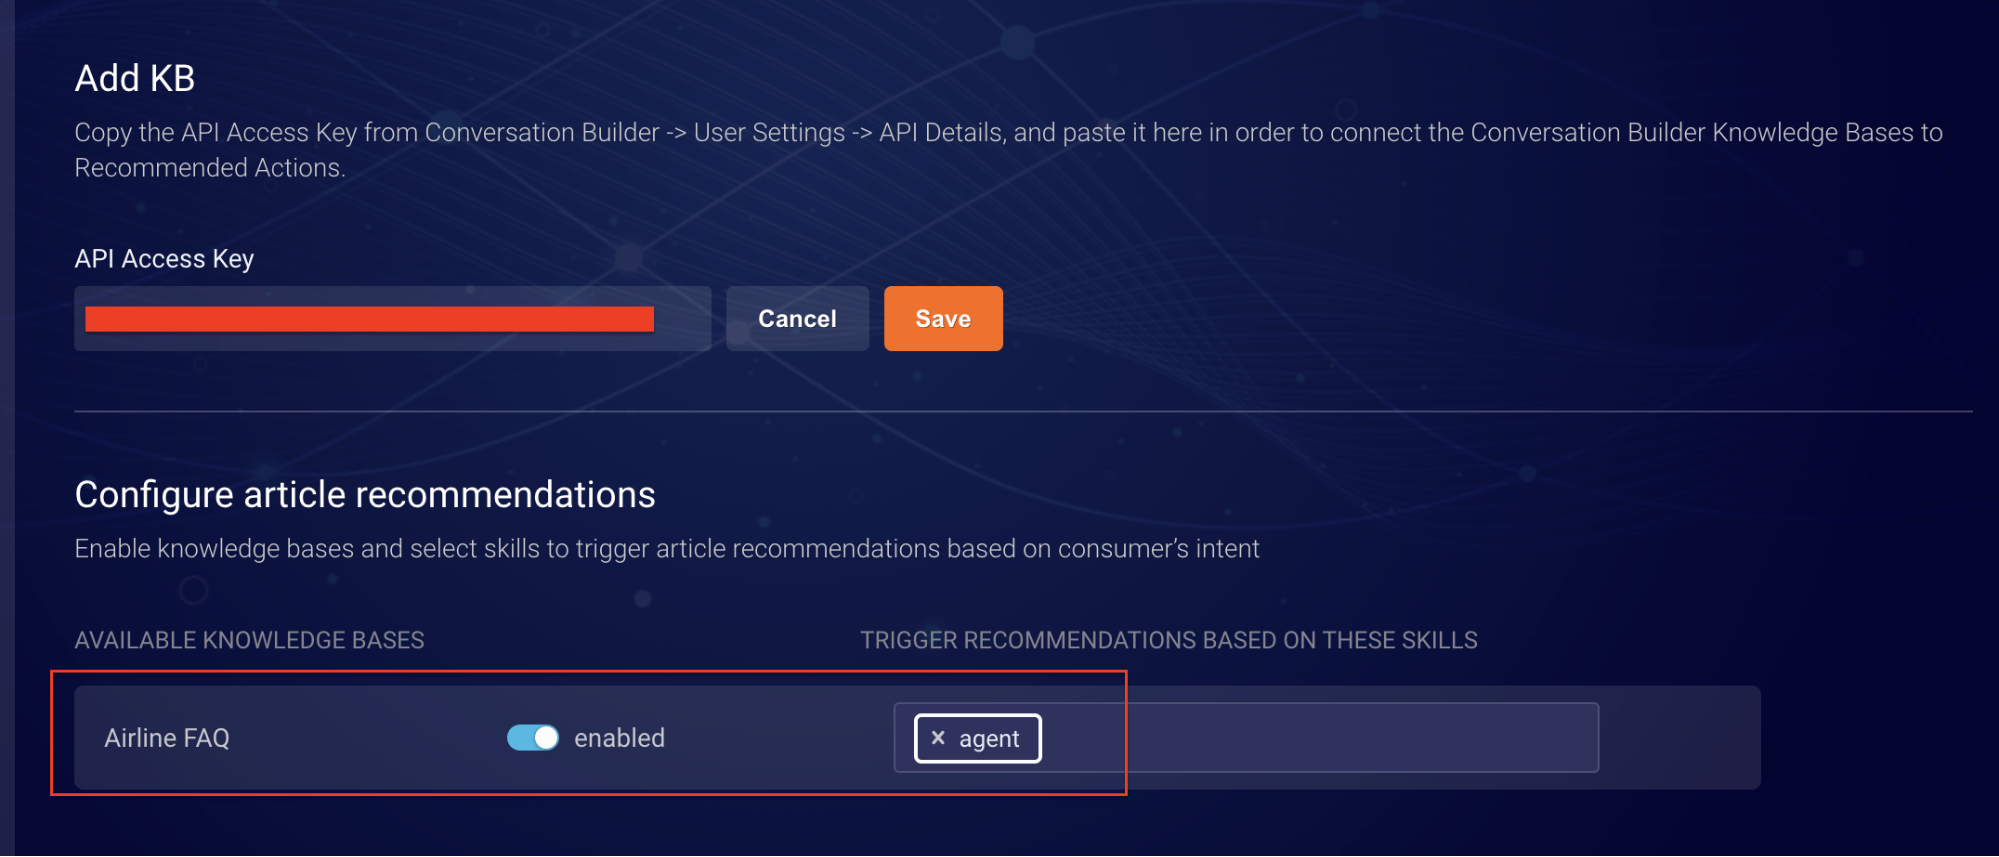 Add KB
Copy the API Access Key from Conversation Builder -> User Settings -> API Details, and paste it here in order to connect the Conversation Builder Knowledge Bases to
Recommended Actions.
API Access Key
Cancel
Save
Configure article recommendations
Enable knowledge bases and select skills to trigger article recommendations based on consumer’s intent
AVAILABLE KNOWLEDGE BASES
TRIGGER RECOMMENDATIONS BASED ON THESE SKILLS
Airline FAQ
enabled
× agent